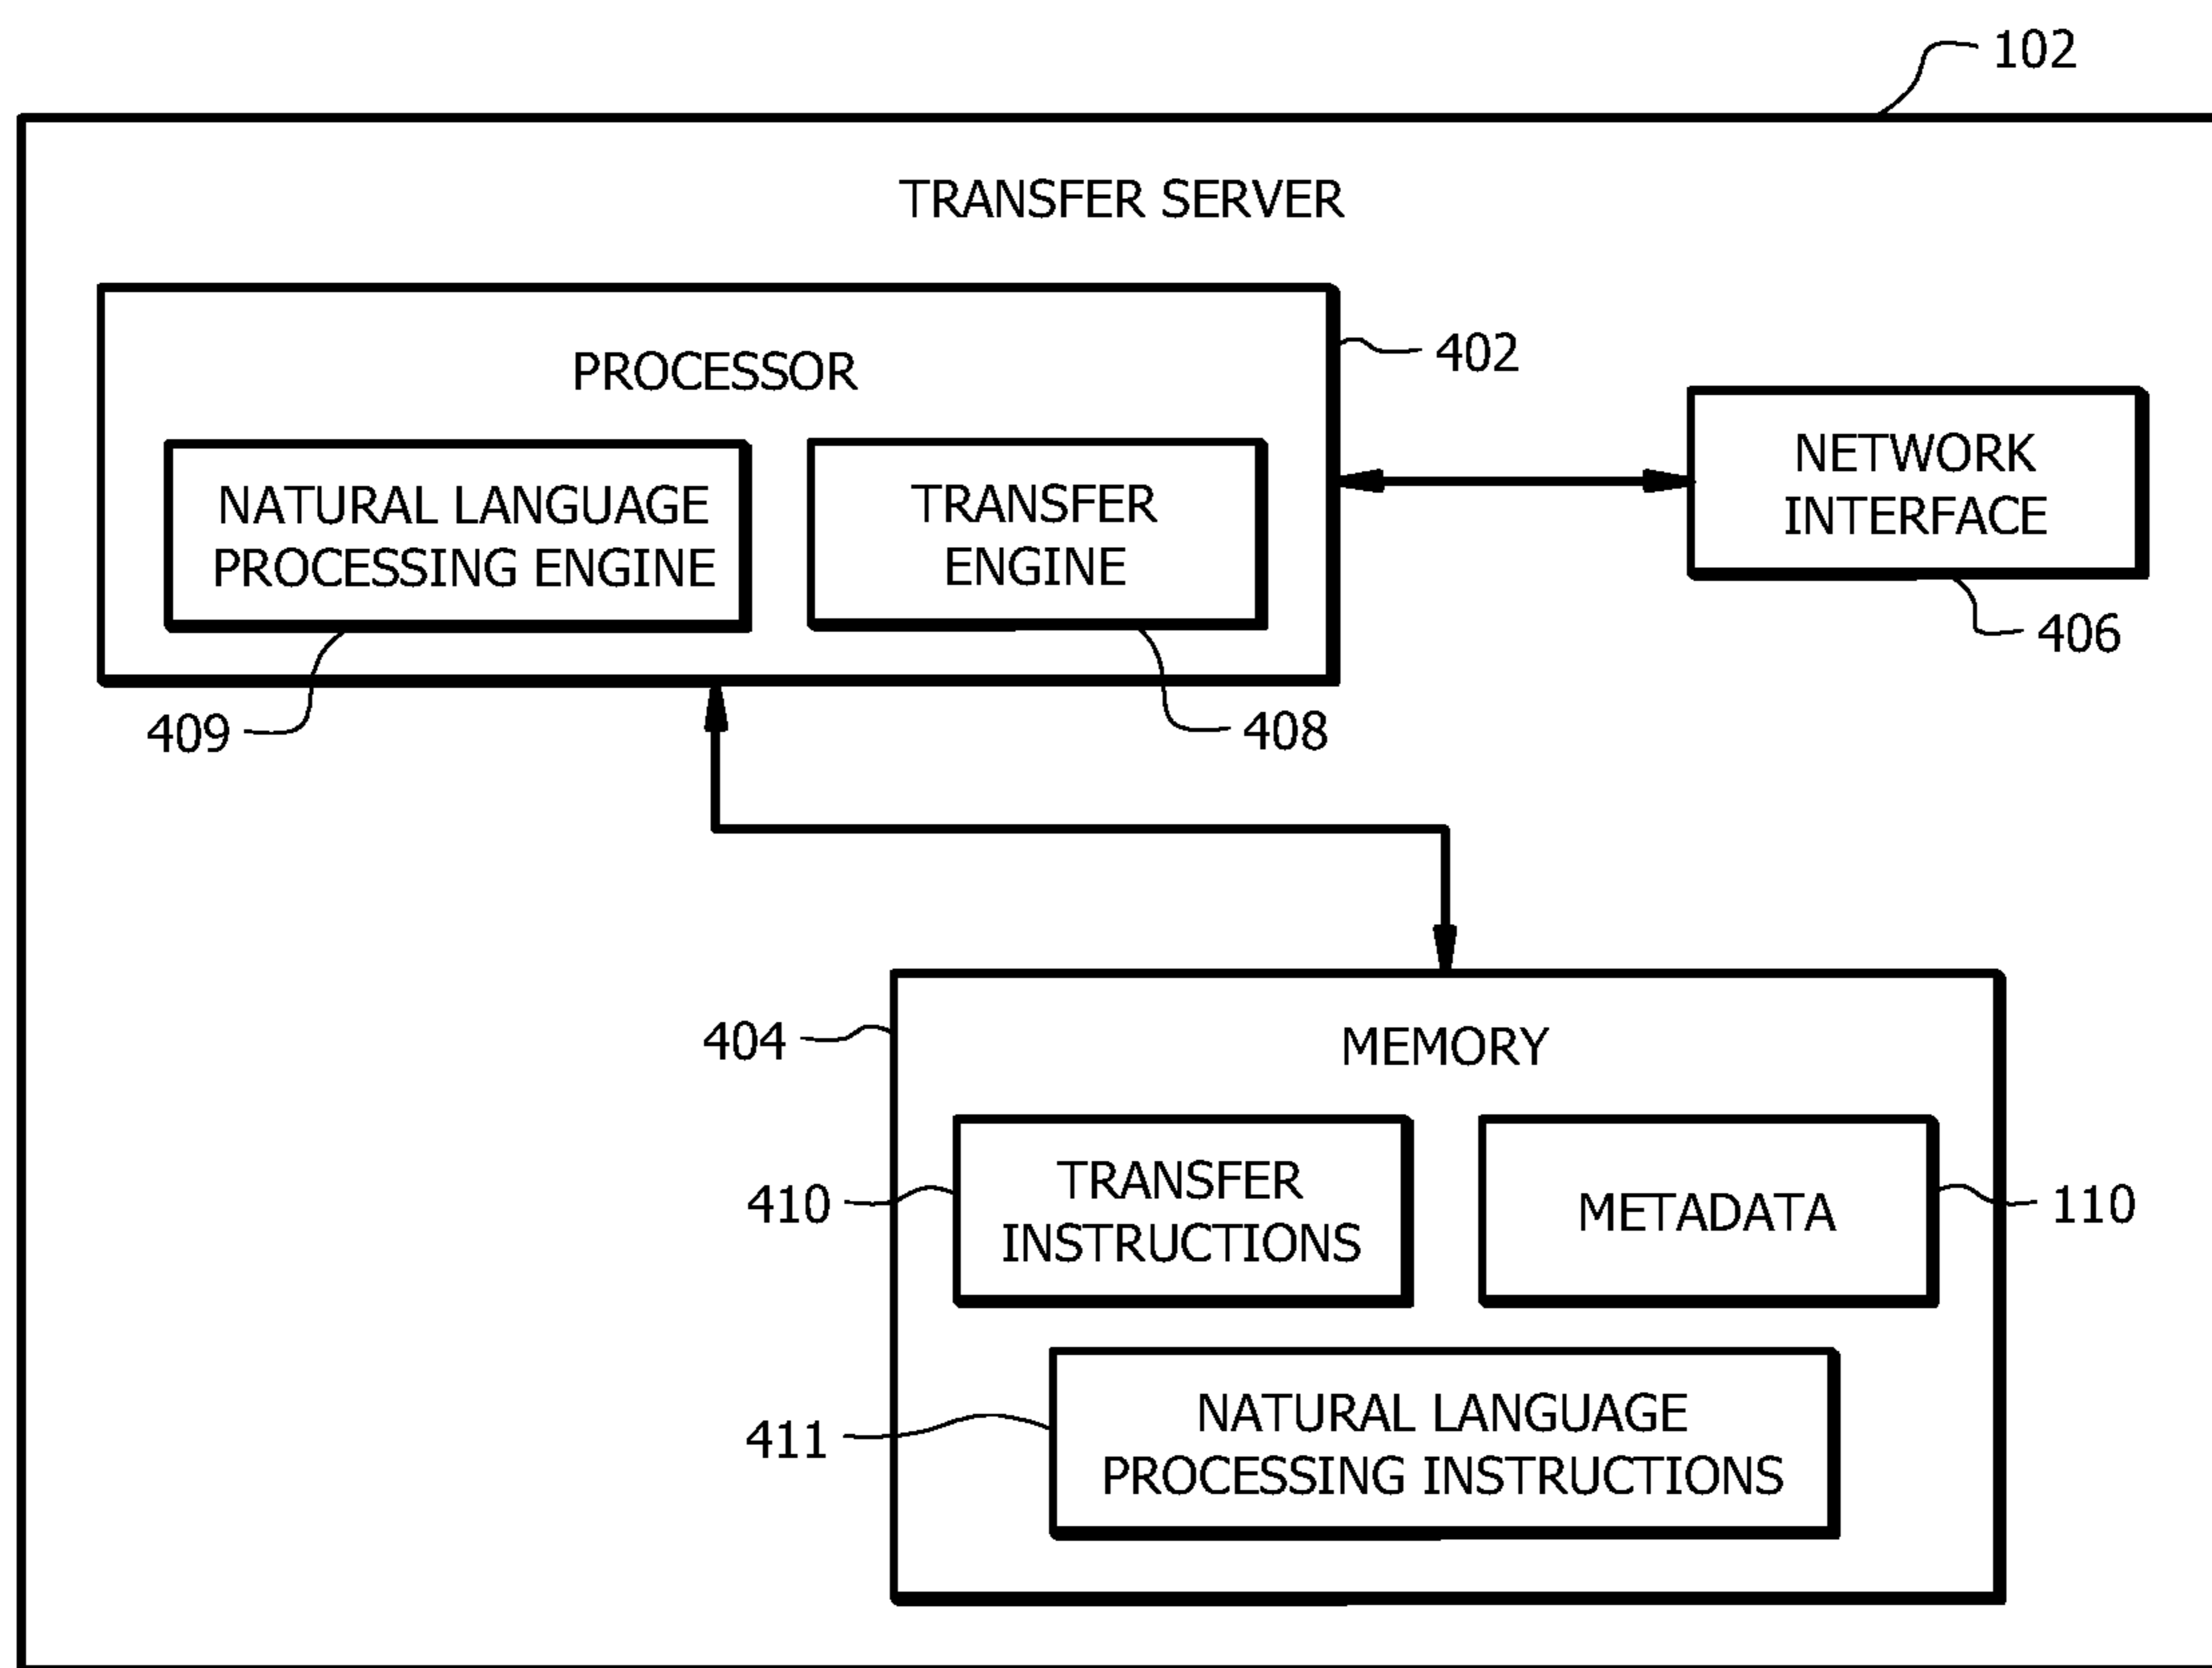 102
TRANSFER SERVER
PROCESSOR
402
NATURAL LANGUAGE
PROCESSING ENGINE
TRANSFER
ENGINE
NETWORK
INTERFACE
406
409
408
404
MEMORY
410
TRANSFER
INSTRUCTIONS
METADATA
110
411
NATURAL LANGUAGE
PROCESSING INSTRUCTIONS